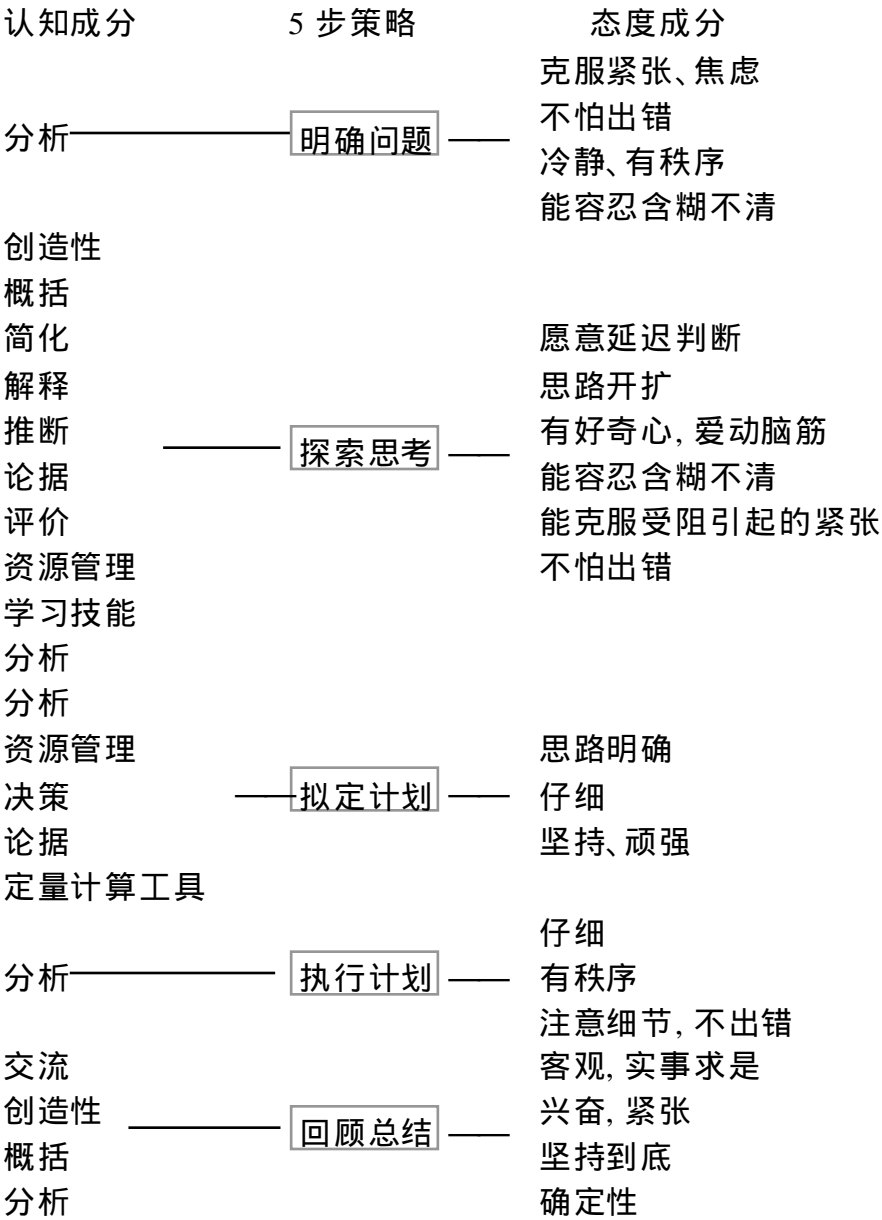 认知成分 5 步策略 态度成分
克服紧张、焦虑
不怕出错
分析 明确问题
冷静、有秩序
能容忍含糊不清
创造性
概括
简化 愿意延迟判断
解释 思路开扩
推断 探索思考 有好奇心, 爱动脑筋
论据 能容忍含糊不清
评价 能克服受阻引起的紧张
资源管理 不怕出错
学习技能
分析
分析
资源管理 思路明确
决策 拟定计划 仔细
论据 坚持、顽强
定量计算工具
仔细
分析 执行计划 有秩序
注意细节, 不出错
交流 客观, 实事求是
创造性 回顾总结 兴奋, 紧张
概括 坚持到底
分析 确定性